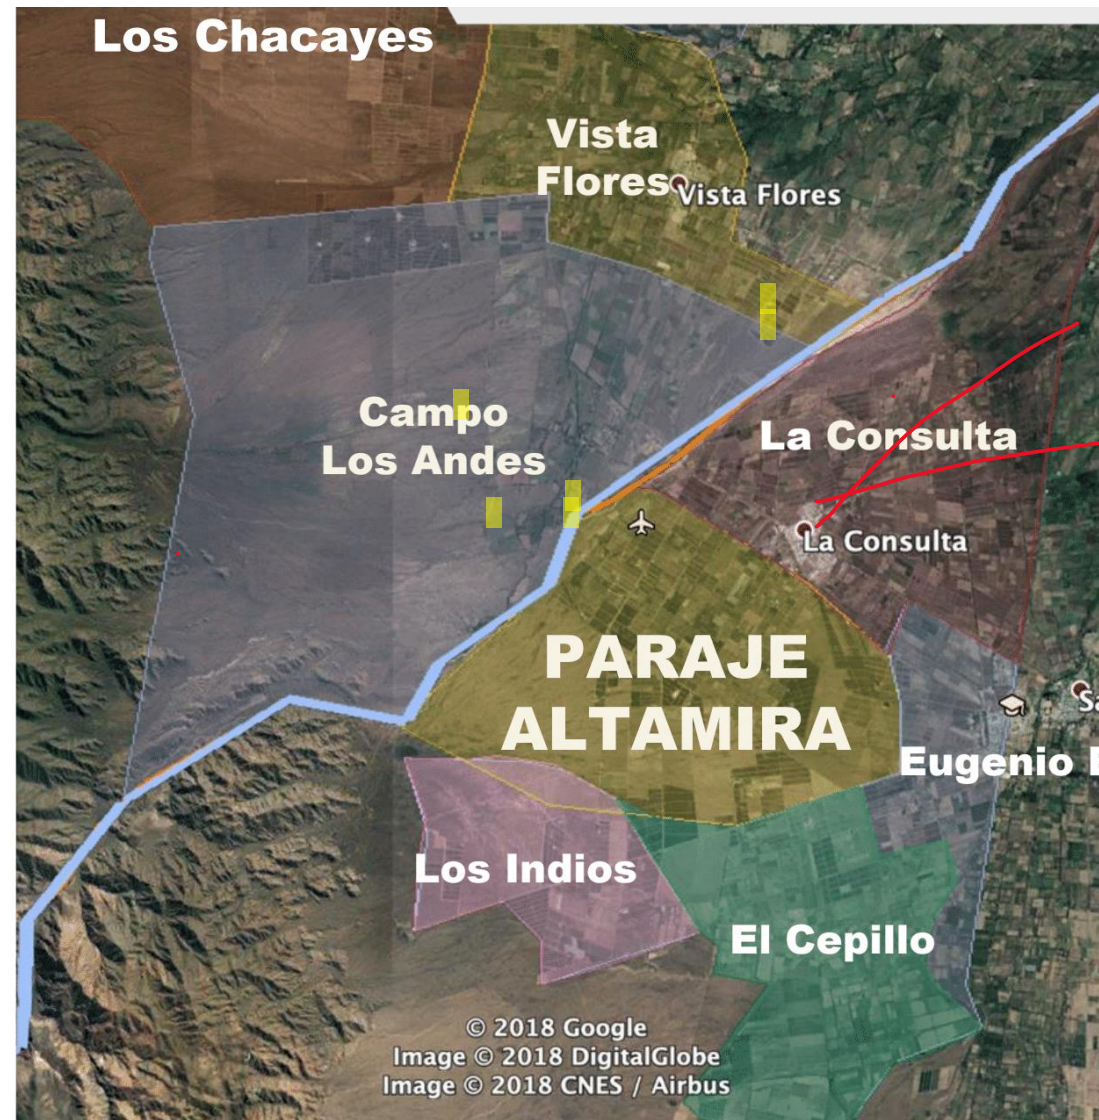 Los Chacayes
Vista
Flores
Vista Flores
Campo
Los Andes
La Consulta
La Consulta
PARAJE
ALTAMIRA
Eugenio
Los Indios
El Cepillo
© 2018 Google
Image © 2018 DigitalGlobe
Image © 2018 CNES / Airbus